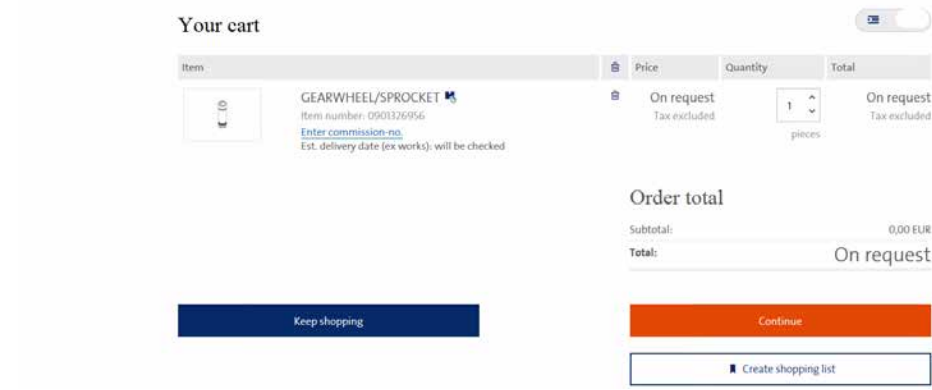 Your cart
Item Price Quantity Total
GEARWHEEL/SPROCKET On request 1 On request
Item number: 0901326956 Tax excluded Tax excluded
Enter commission-no. pieces
Est. delivery date (ex works): will be checked
Order total
Subtotal: 0,00 EUR
Total: On request
Keep shopping Continue
Create shopping list